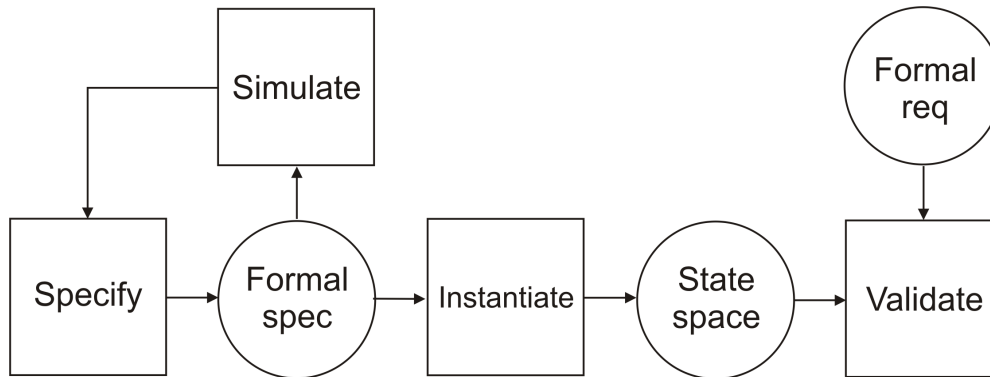 Simulate
Formal
req
Specify
Formal
spec
Instantiate
State
space
Validate